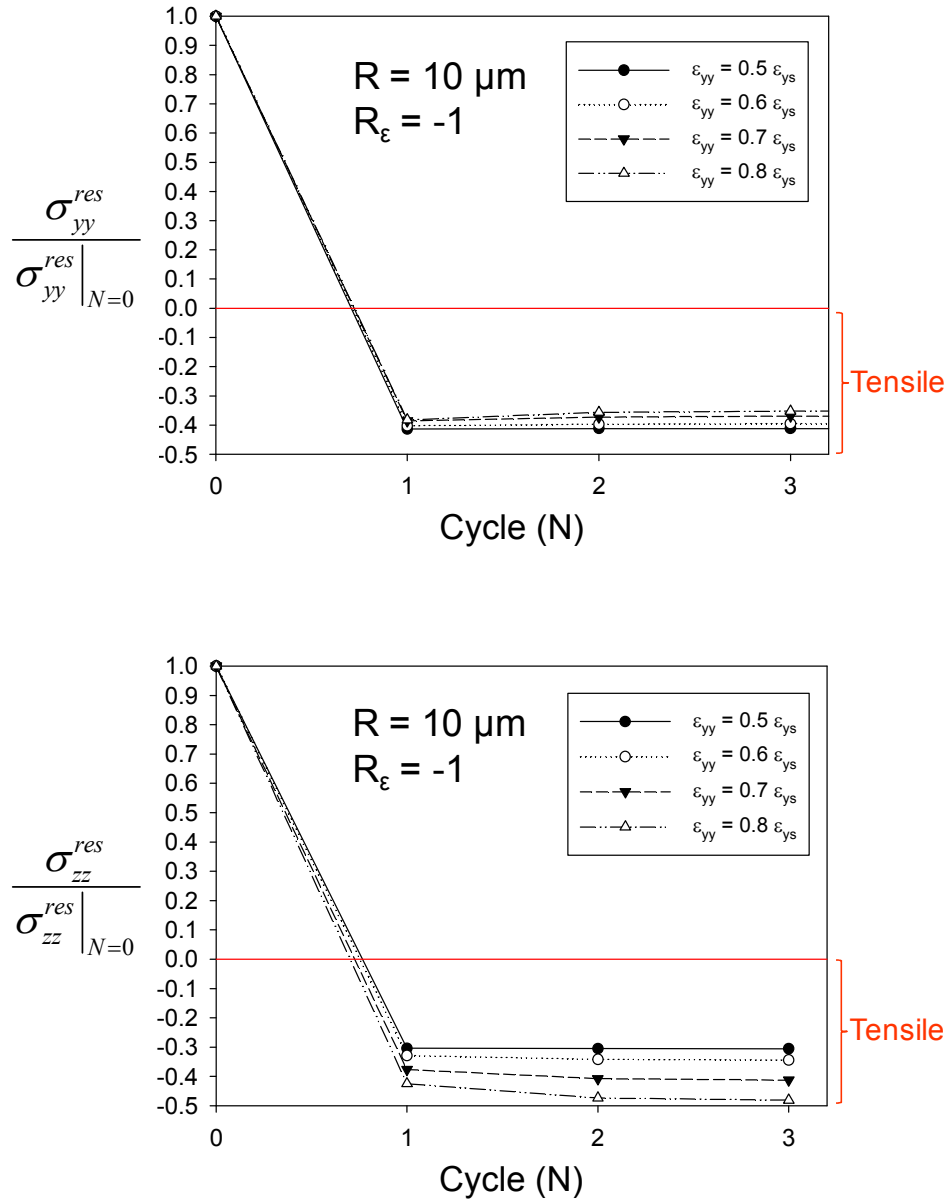 1.0
0.9
0.8
0.7
0.6
0.5
0.4
0.3
0.2
0.1
0.0
-0.1
-0.2
-0.3
-0.4
-0.5
σ_yy^res
σ_yy^res|N=0
R = 10 μm
R_ε = -1
ε_yy = 0.5 ε_ys
ε_yy = 0.6 ε_ys
ε_yy = 0.7 ε_ys
ε_yy = 0.8 ε_ys
Tensile
0 1 2 3
Cycle (N)
1.0
0.9
0.8
0.7
0.6
0.5
0.4
0.3
0.2
0.1
0.0
-0.1
-0.2
-0.3
-0.4
-0.5
σ_zz^res
σ_zz^res|N=0
R = 10 μm
R_ε = -1
ε_yy = 0.5 ε_ys
ε_yy = 0.6 ε_ys
ε_yy = 0.7 ε_ys
ε_yy = 0.8 ε_ys
Tensile
0 1 2 3
Cycle (N)